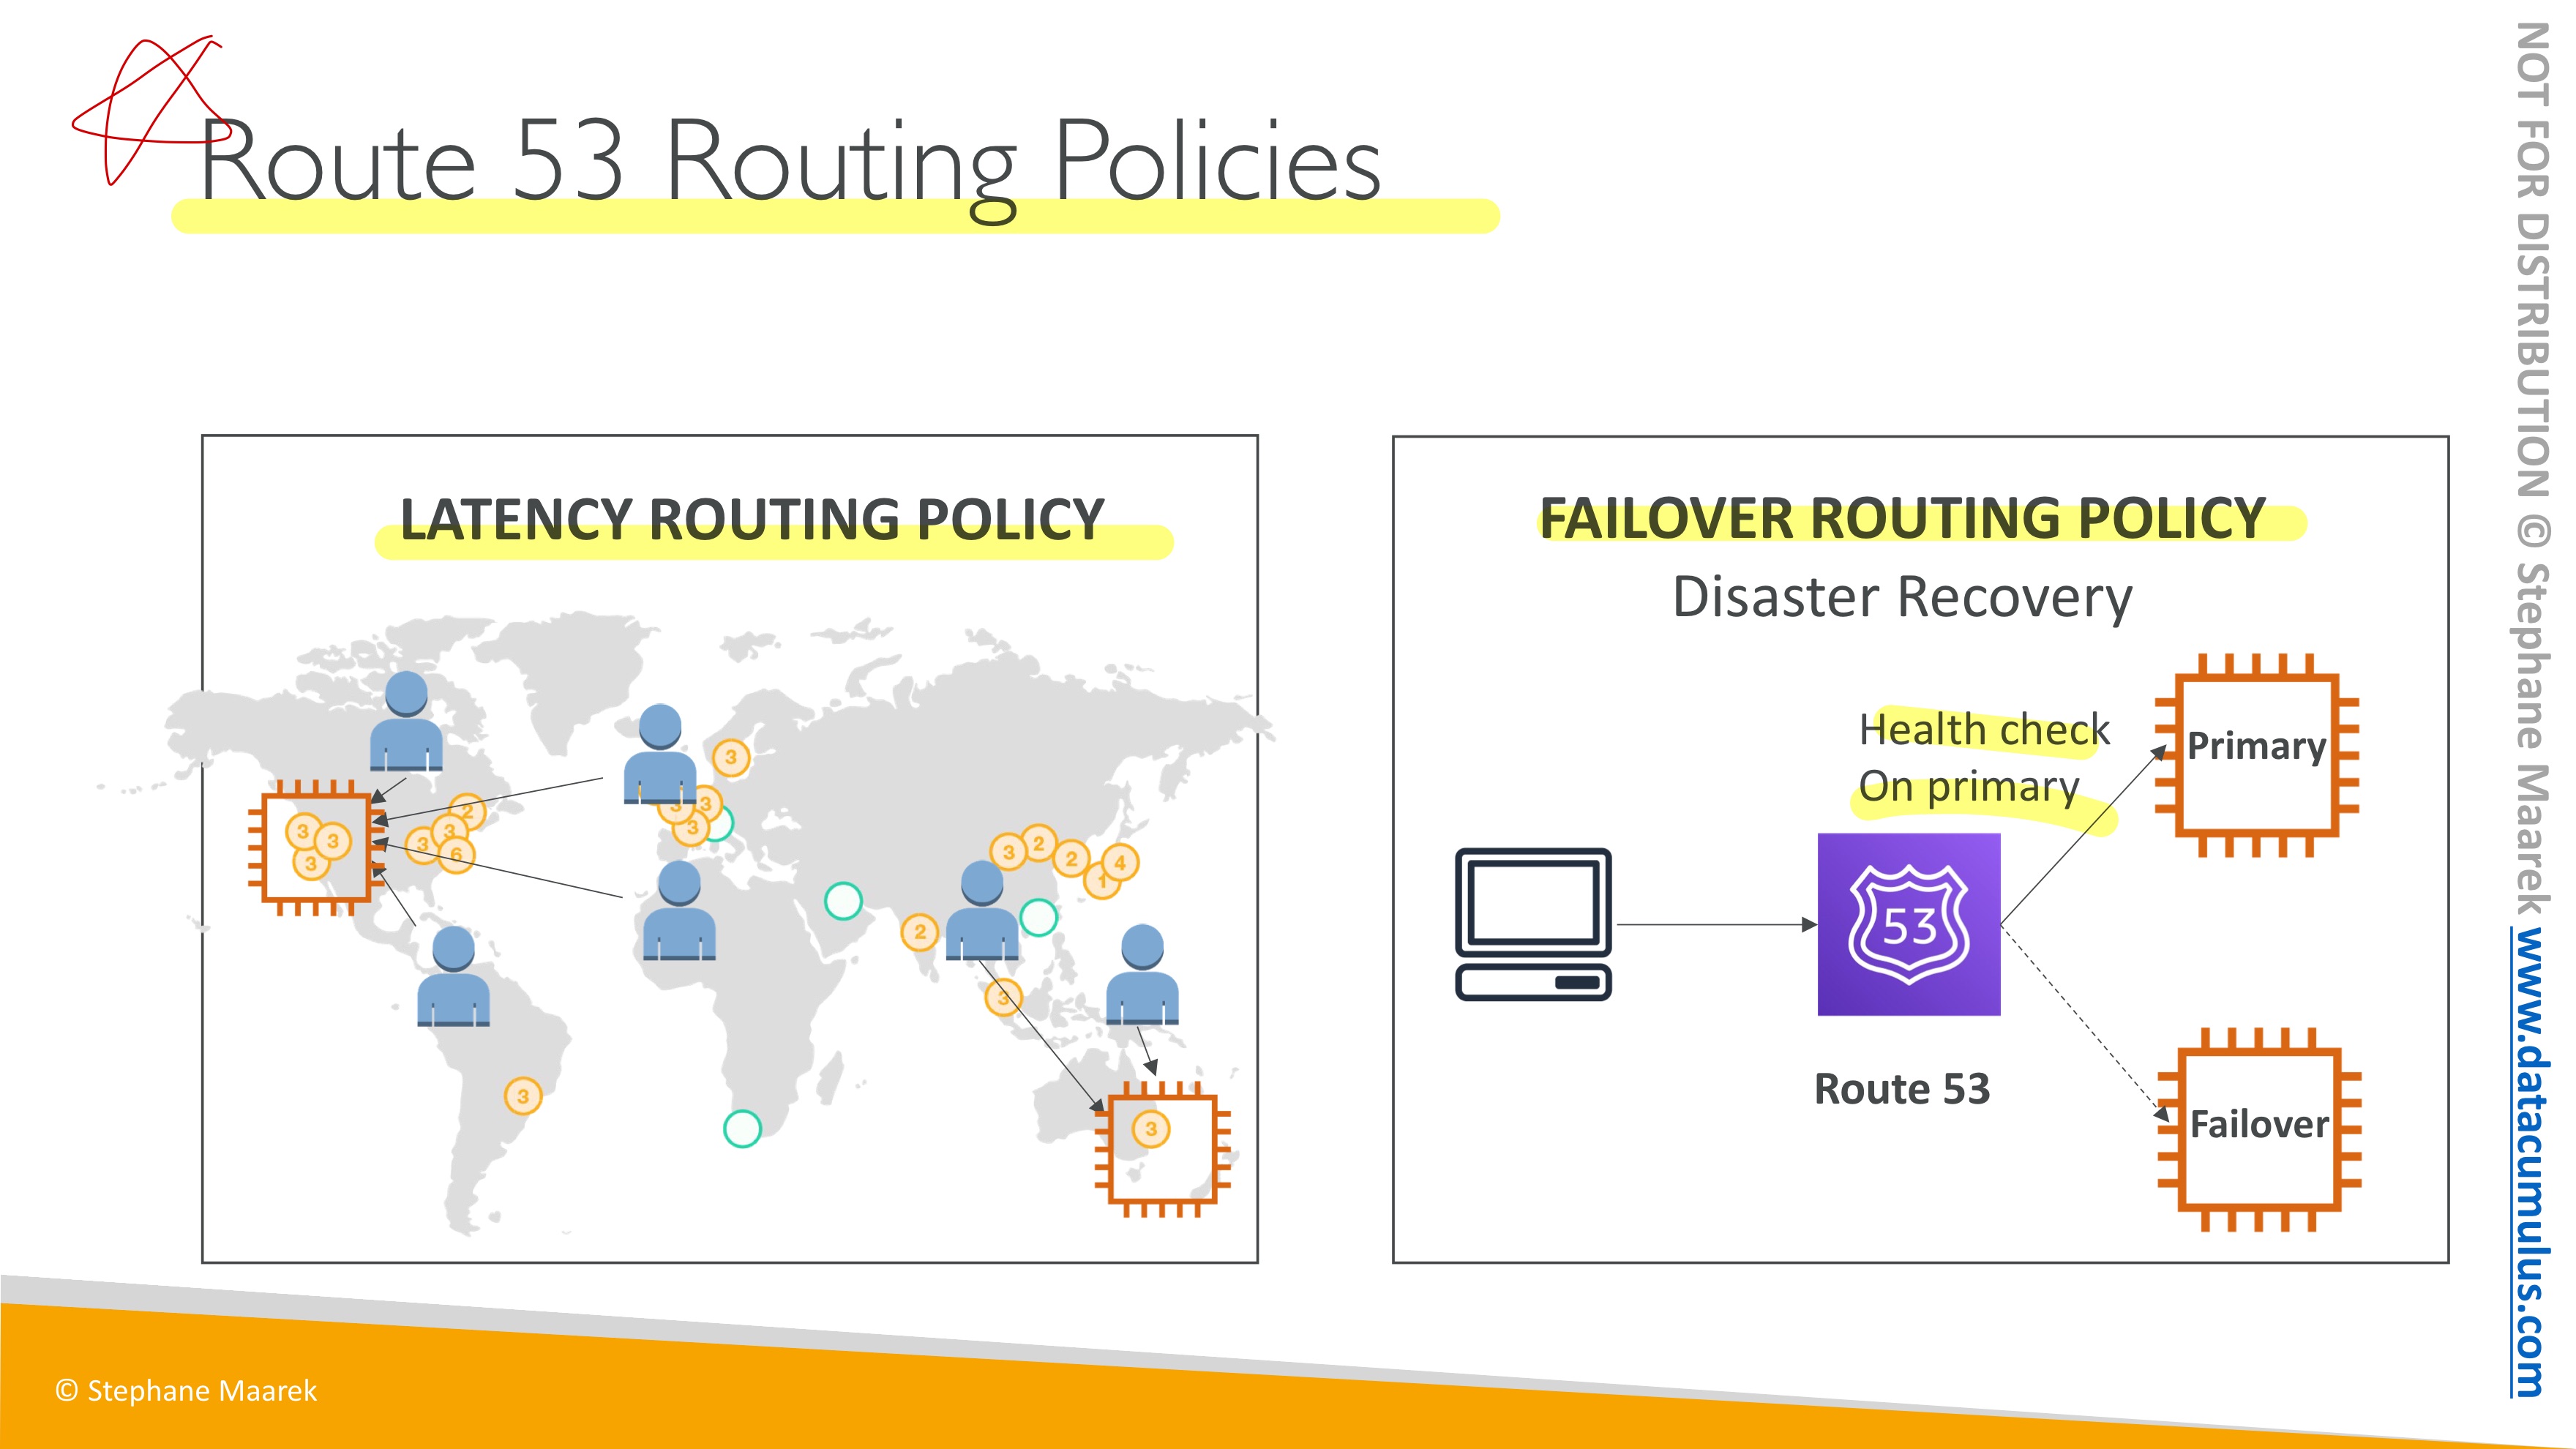 Route 53 Routing Policies
LATENCY ROUTING POLICY
3
3
3
2
3
3
6
3
3
3
3
3
2
3
2
2
4
1
3
3
3
FAILOVER ROUTING POLICY
Disaster Recovery
Health check
On primary
Primary
53
Route 53
Failover
© Stephane Maarek
NOT FOR DISTRIBUTION © Stephane Maarek www.datacumulus.com